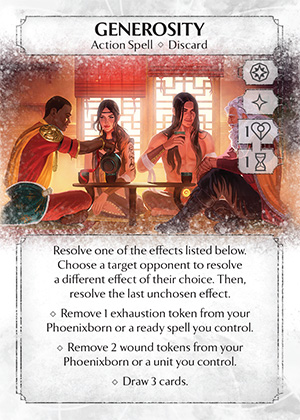 GENEROSITY
Action Spell ⋄ Discard
1
1
Resolve one of the effects listed below.
Choose a target opponent to resolve
a different effect of their choice. Then,
resolve the last unchosen effect.
⋄ Remove 1 exhaustion token from your
Phoenixborn or a ready spell you control.
⋄ Remove 2 wound tokens from your
Phoenixborn or a unit you control.
⋄ Draw 3 cards.